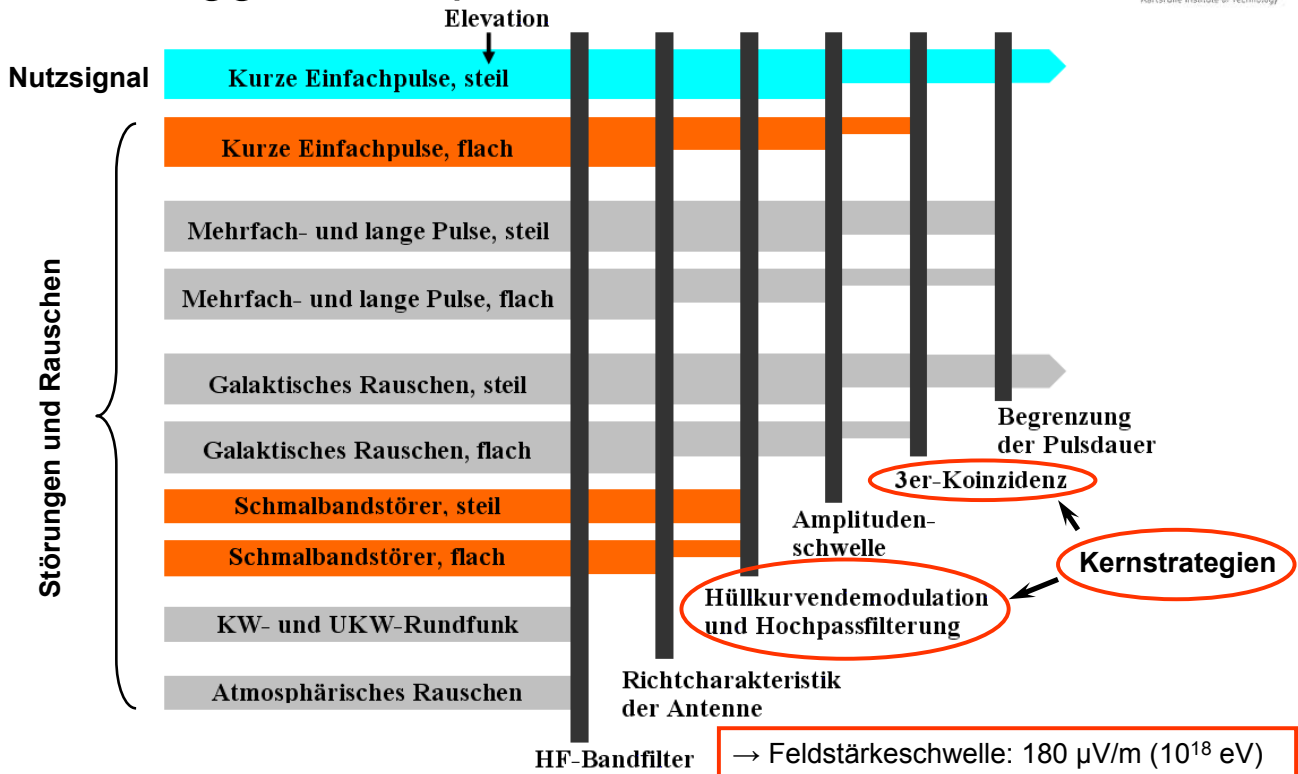 Elevation
Nutzsignal
Kurze Einfachpulse, steil
Kurze Einfachpulse, flach
Mehrfach- und lange Pulse, steil
Mehrfach- und lange Pulse, flach
Galaktisches Rauschen, steil
Galaktisches Rauschen, flach
Schmalbandstörer, steil
Schmalbandstörer, flach
KW- und UKW-Rundfunk
Atmosphärisches Rauschen
Störungen und Rauschen
Begrenzung
der Pulsdauer
3er-Koinzidenz
Amplituden-
schwelle
Kernstrategien
Hüllkurvendemodulation
und Hochpassfilterung
Richtcharakteristik
der Antenne
HF-Bandfilter
→ Feldstärkeschwelle: 180 µV/m (10¹⁸ eV)